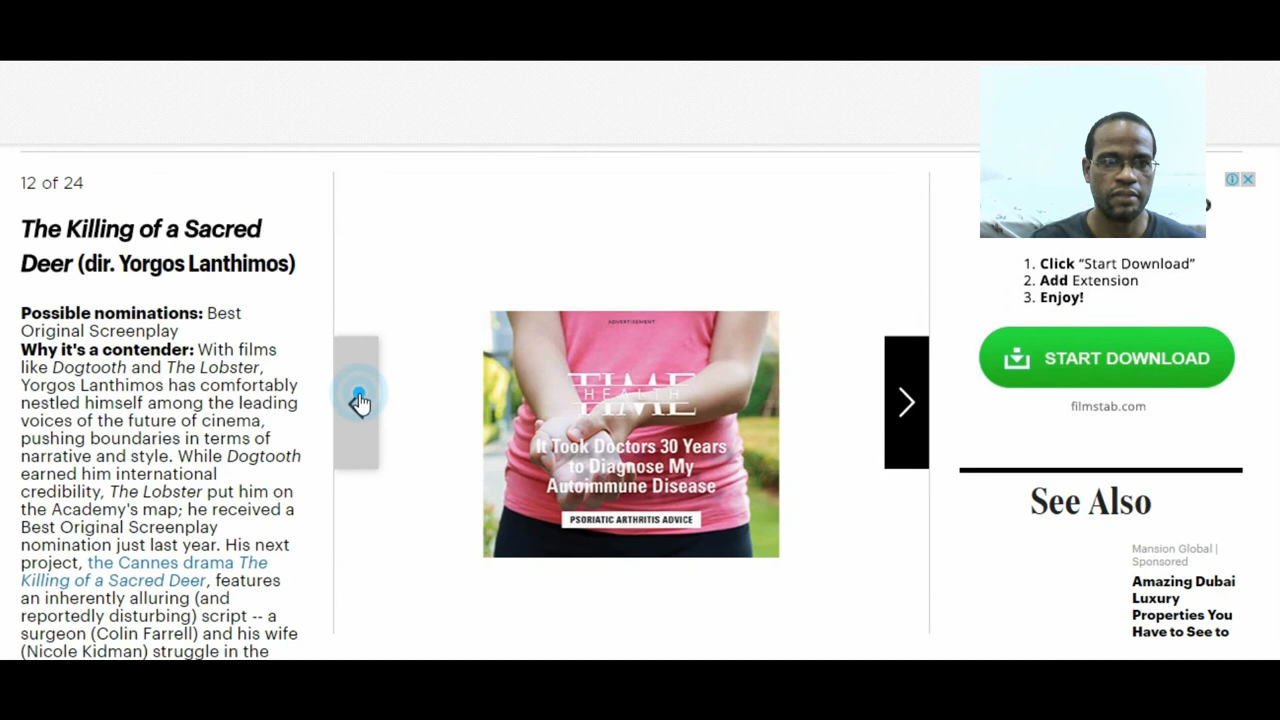 12 of 24
The Killing of a Sacred
Deer (dir. Yorgos Lanthimos)
Possible nominations: Best
Original Screenplay
Why it's a contender: With films
like Dogtooth and The Lobster,
Yorgos Lanthimos has comfortably
nestled himself among the leading
voices of the future of cinema,
pushing boundaries in terms of
narrative and style. While Dogtooth
earned him international
credibility, The Lobster put him on
the Academy's map; he received a
Best Original Screenplay
nomination just last year. His next
project, the Cannes drama The
Killing of a Sacred Deer, features
an inherently alluring (and
reportedly disturbing) script -- a
surgeon (Colin Farrell) and his wife
(Nicole Kidman) struggle in the
ADVERTISEMENT
TIME
HEALTH
It Took Doctors 30 Years
to Diagnose My
Autoimmune Disease
PSORIATIC ARTHRITIS ADVICE
1. Click “Start Download”
2. Add Extension
3. Enjoy!
START DOWNLOAD
filmstab.com
See Also
Mansion Global |
Sponsored
Amazing Dubai
Luxury
Properties You
Have to See to